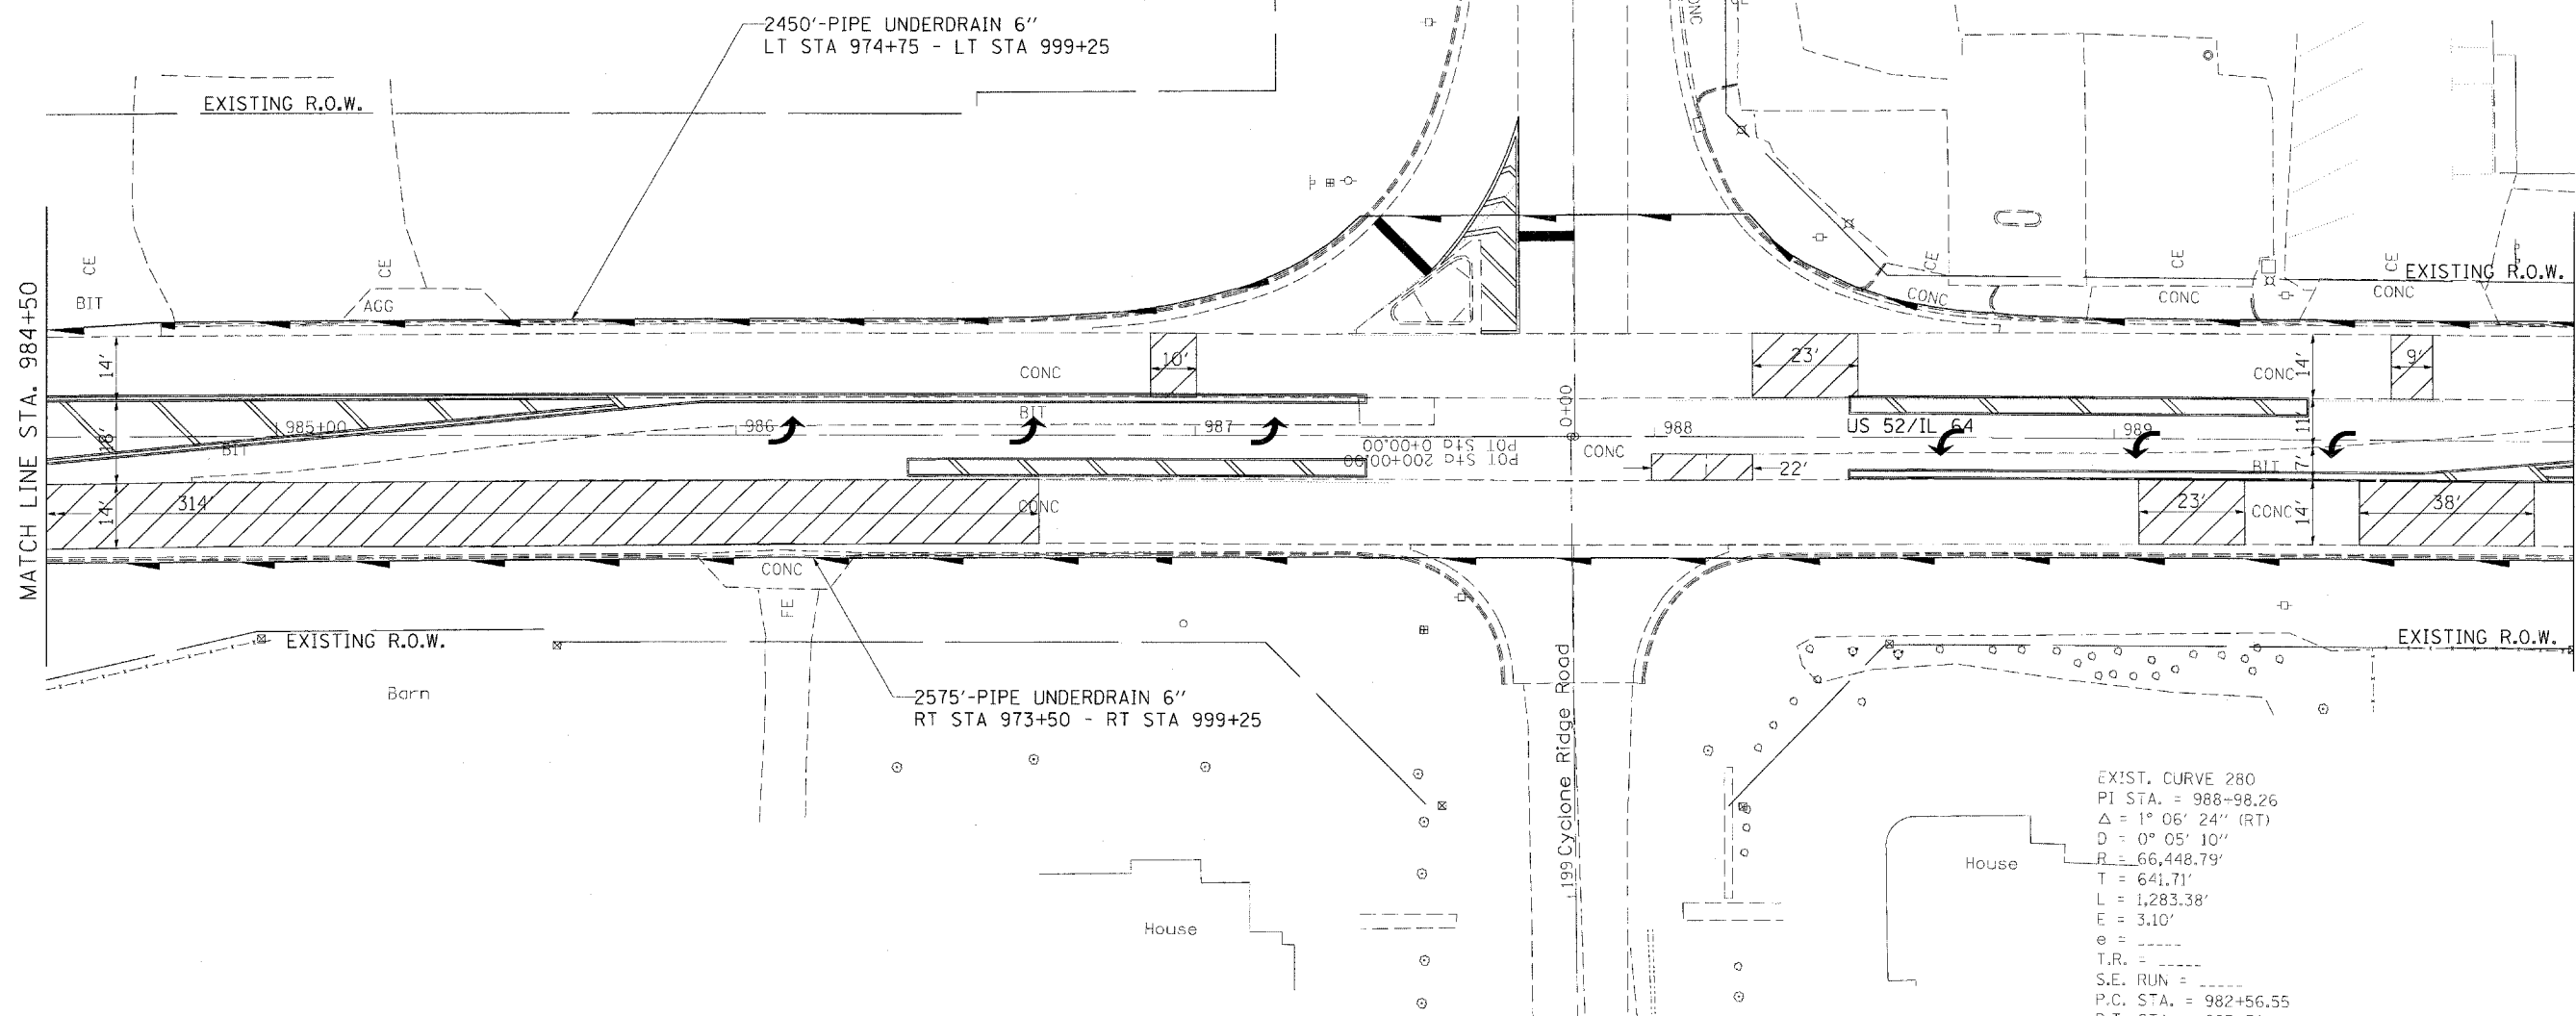 2450'-PIPE UNDERDRAIN 6"
LT STA 974+75 - LT STA 999+25
CONC
EXISTING R.O.W.
CE
CE
CE
CE
CE
EXISTING R.O.W.
BIT
AGG
CONC
CONC
CONC
MATCH LINE STA. 984+50
14'
10'
CONC
23'
14'
CONC
9'
0+00
18'
985+00
BIT
986
BIT
987
POT Sta 0+00.00
POT Sta 200+00.00
CONC
988
US 52/IL 64
989
11'
7'
BIT
22'
14'
314'
CONC
23'
CONC
14'
38'
CONC
FE
EXISTING R.O.W.
EXISTING R.O.W.
Barn
2575'-PIPE UNDERDRAIN 6"
RT STA 973+50 - RT STA 999+25
199
Cyclone Ridge Road
House
House
EXIST. CURVE 280
PI STA. = 988+98.26
Δ = 1° 06' 24" (RT)
D = 0° 05' 10"
R = 66,448.79'
T = 641.71'
L = 1,283.38'
E = 3.10'
e = -----
T.R. = -----
S.E. RUN = -----
P.C. STA. = 982+56.55